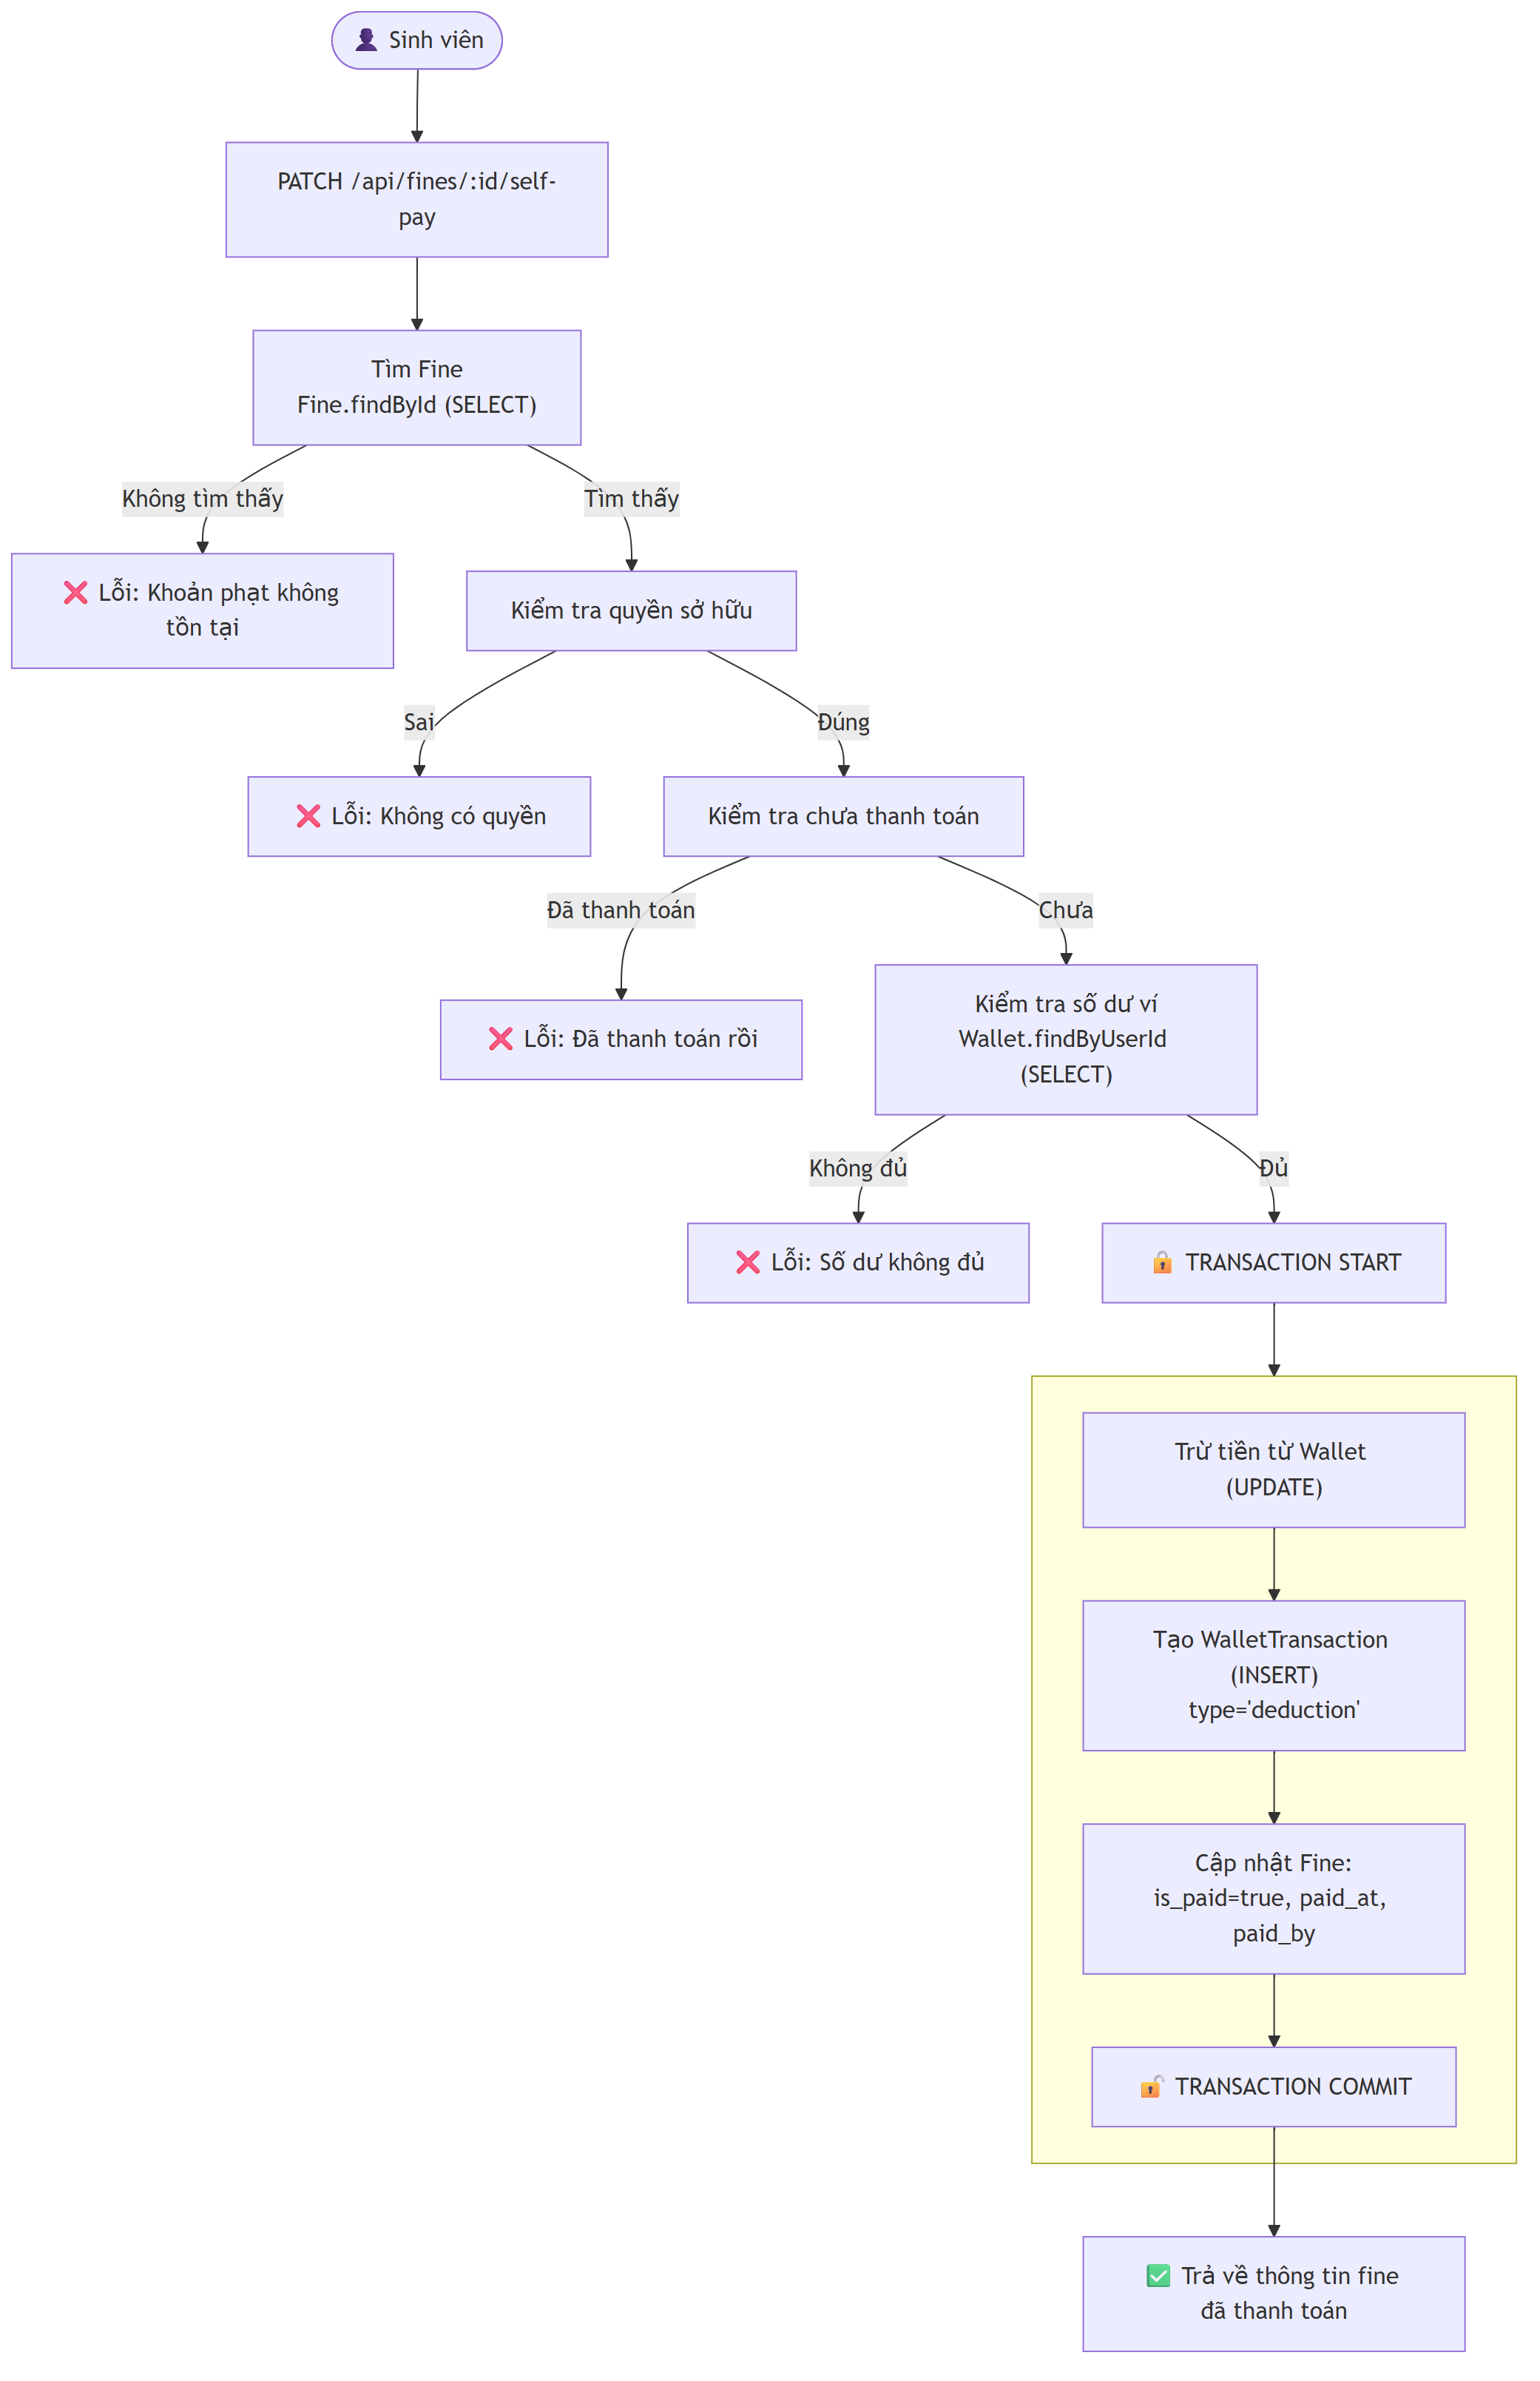 👤 Sinh viên
PATCH /api/fines/:id/self-
pay
Tìm Fine
Fine.findById (SELECT)
Không tìm thấy
Tìm thấy
❌ Lỗi: Khoản phạt không
tồn tại
Kiểm tra quyền sở hữu
Sai
Đúng
❌ Lỗi: Không có quyền
Kiểm tra chưa thanh toán
Đã thanh toán
Chưa
❌ Lỗi: Đã thanh toán rồi
Kiểm tra số dư ví
Wallet.findByUserId
(SELECT)
Không đủ
Đủ
❌ Lỗi: Số dư không đủ
🔒 TRANSACTION START
Trừ tiền từ Wallet
(UPDATE)
Tạo WalletTransaction
(INSERT)
type='deduction'
Cập nhật Fine:
is_paid=true, paid_at,
paid_by
🔓 TRANSACTION COMMIT
✅ Trả về thông tin fine
đã thanh toán